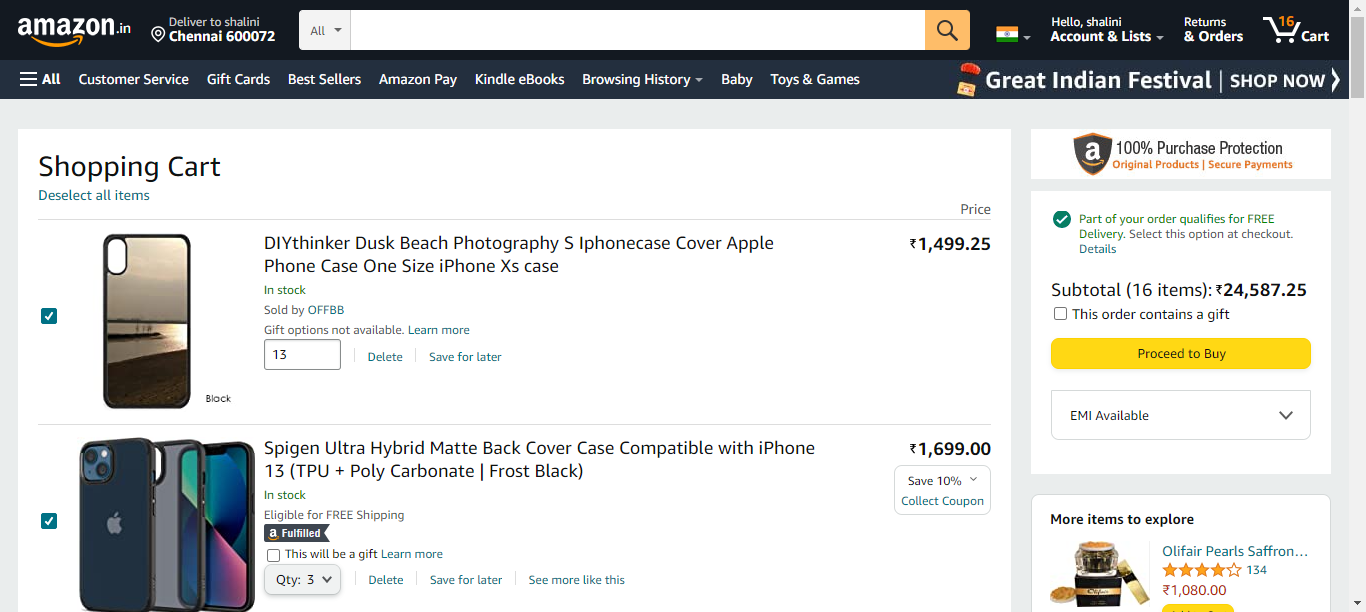 amazon.in
Deliver to shalini
Chennai 600072
All
Hello, shalini
Account & Lists
Returns
& Orders
16
Cart
All
Customer Service
Gift Cards
Best Sellers
Amazon Pay
Kindle eBooks
Browsing History
Baby
Toys & Games
Great Indian Festival | SHOP NOW
Shopping Cart
Deselect all items
Price
DIYthinker Dusk Beach Photography S Iphonecase Cover Apple
Phone Case One Size iPhone Xs case
₹1,499.25
In stock
Sold by OFFBB
Gift options not available. Learn more
13
Delete
Save for later
Black
Spigen Ultra Hybrid Matte Back Cover Case Compatible with iPhone
13 (TPU + Poly Carbonate | Frost Black)
₹1,699.00
Save 10%
Collect Coupon
In stock
Eligible for FREE Shipping
a Fulfilled
This will be a gift Learn more
Qty: 3
Delete
Save for later
See more like this
a 100% Purchase Protection
Original Products | Secure Payments
Part of your order qualifies for FREE
Delivery. Select this option at checkout.
Details
Subtotal (16 items): ₹24,587.25
This order contains a gift
Proceed to Buy
EMI Available
More items to explore
Olifair Pearls Saffron...
134
₹1,080.00